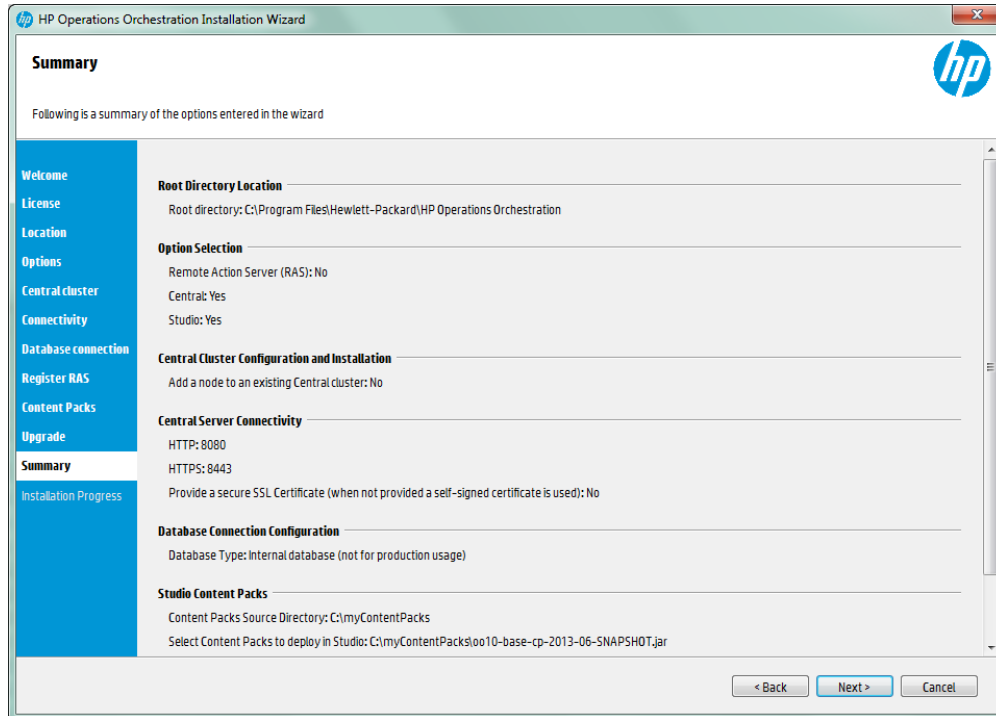 HP Operations Orchestration Installation Wizard
Summary
hp
Following is a summary of the options entered in the wizard
Welcome
License
Location
Options
Central cluster
Connectivity
Database connection
Register RAS
Content Packs
Upgrade
Summary
Installation Progress
Root Directory Location
Root directory: C:\Program Files\Hewlett-Packard\HP Operations Orchestration
Option Selection
Remote Action Server (RAS): No
Central: Yes
Studio: Yes
Central Cluster Configuration and Installation
Add a node to an existing Central cluster: No
Central Server Connectivity
HTTP: 8080
HTTPS: 8443
Provide a secure SSL Certificate (when not provided a self-signed certificate is used): No
Database Connection Configuration
Database Type: Internal database (not for production usage)
Studio Content Packs
Content Packs Source Directory: C:\myContentPacks
Select Content Packs to deploy in Studio: C:\myContentPacks\oo10-base-cp-2013-06-SNAPSHOT.jar
< Back
Next >
Cancel